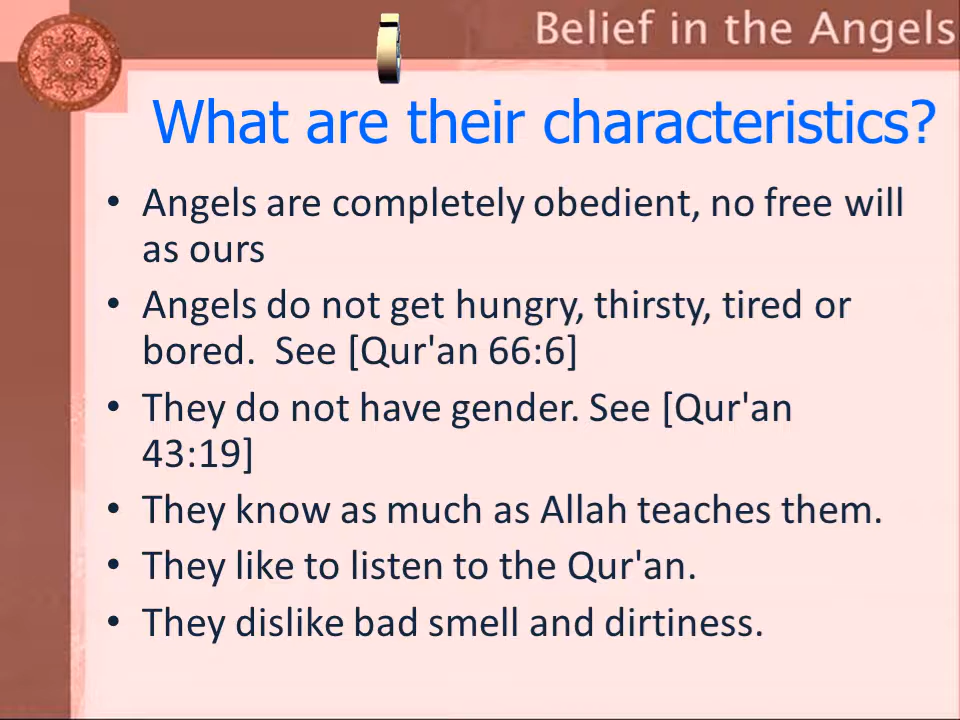 Belief in the Angels
What are their characteristics?
• Angels are completely obedient, no free will
as ours
• Angels do not get hungry, thirsty, tired or
bored.  See [Qur'an 66:6]
• They do not have gender. See [Qur'an
43:19]
• They know as much as Allah teaches them.
• They like to listen to the Qur'an.
• They dislike bad smell and dirtiness.